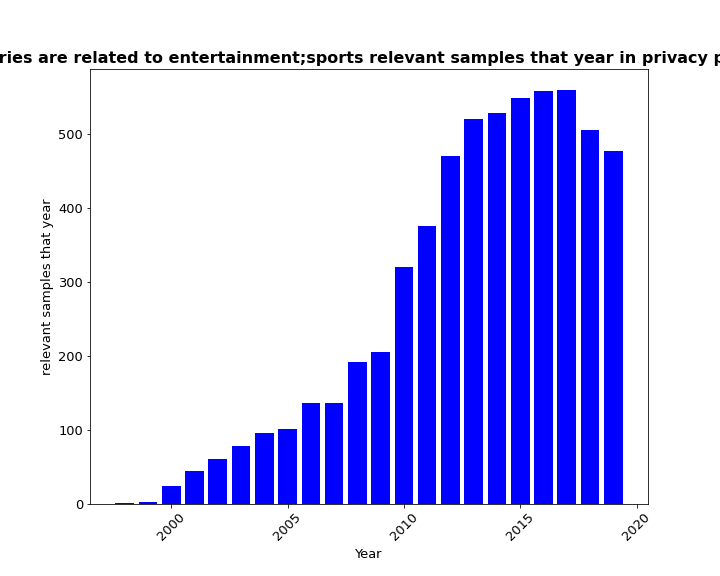 ries are related to entertainment;sports relevant samples that year in privacy p
500
400
300
200
100
0
relevant samples that year
2000 2005 2010 2015 2020
Year